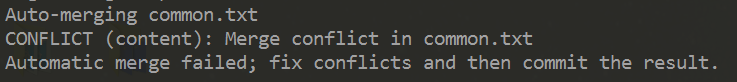 Auto-merging common.txt
CONFLICT (content): Merge conflict in common.txt
Automatic merge failed; fix conflicts and then commit the result.